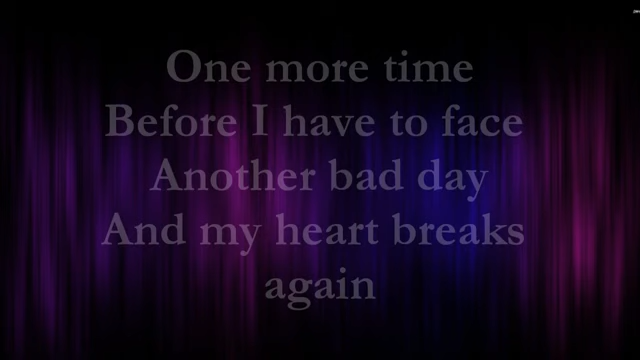 One more time
Before I have to face
Another bad day
And my heart breaks
again